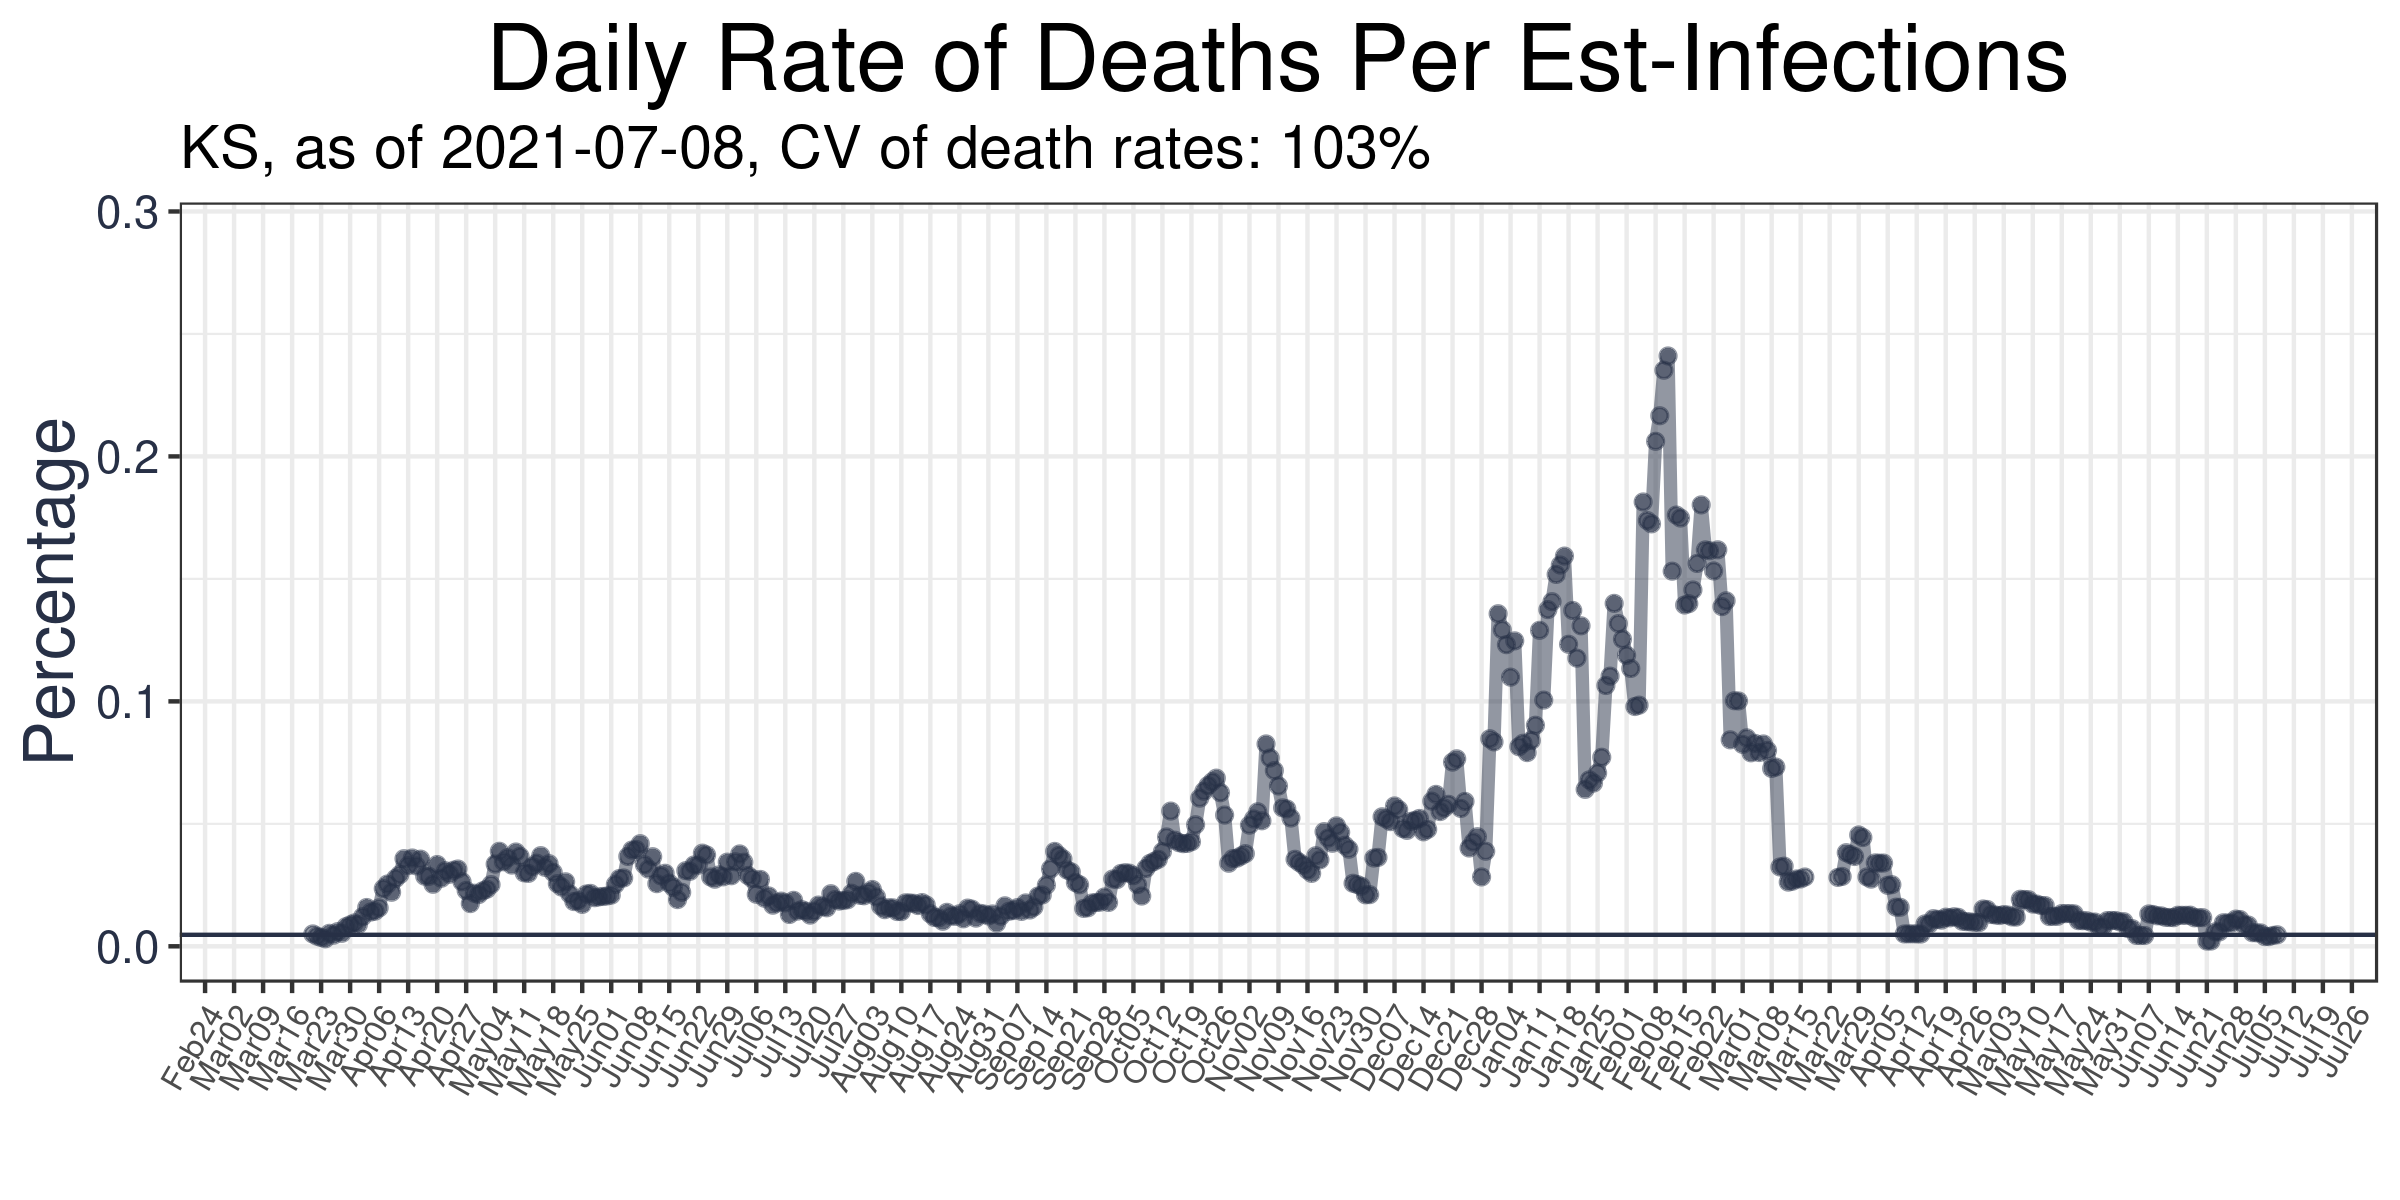 Daily Rate of Deaths Per Est-Infections
KS, as of 2021-07-08, CV of death rates: 103%
Percentage
0.3
0.2
0.1
0.0
Feb24
Mar02
Mar09
Mar16
Mar23
Mar30
Apr06
Apr13
Apr20
Apr27
May04
May11
May18
May25
Jun01
Jun08
Jun15
Jun22
Jun29
Jul06
Jul13
Jul20
Jul27
Aug03
Aug10
Aug17
Aug24
Aug31
Sep07
Sep14
Sep21
Sep28
Oct05
Oct12
Oct19
Oct26
Nov02
Nov09
Nov16
Nov23
Nov30
Dec07
Dec14
Dec21
Dec28
Jan04
Jan11
Jan18
Jan25
Feb01
Feb08
Feb15
Feb22
Mar01
Mar08
Mar15
Mar22
Mar29
Apr05
Apr12
Apr19
Apr26
May03
May10
May17
May24
May31
Jun07
Jun14
Jun21
Jun28
Jul05
Jul12
Jul19
Jul26